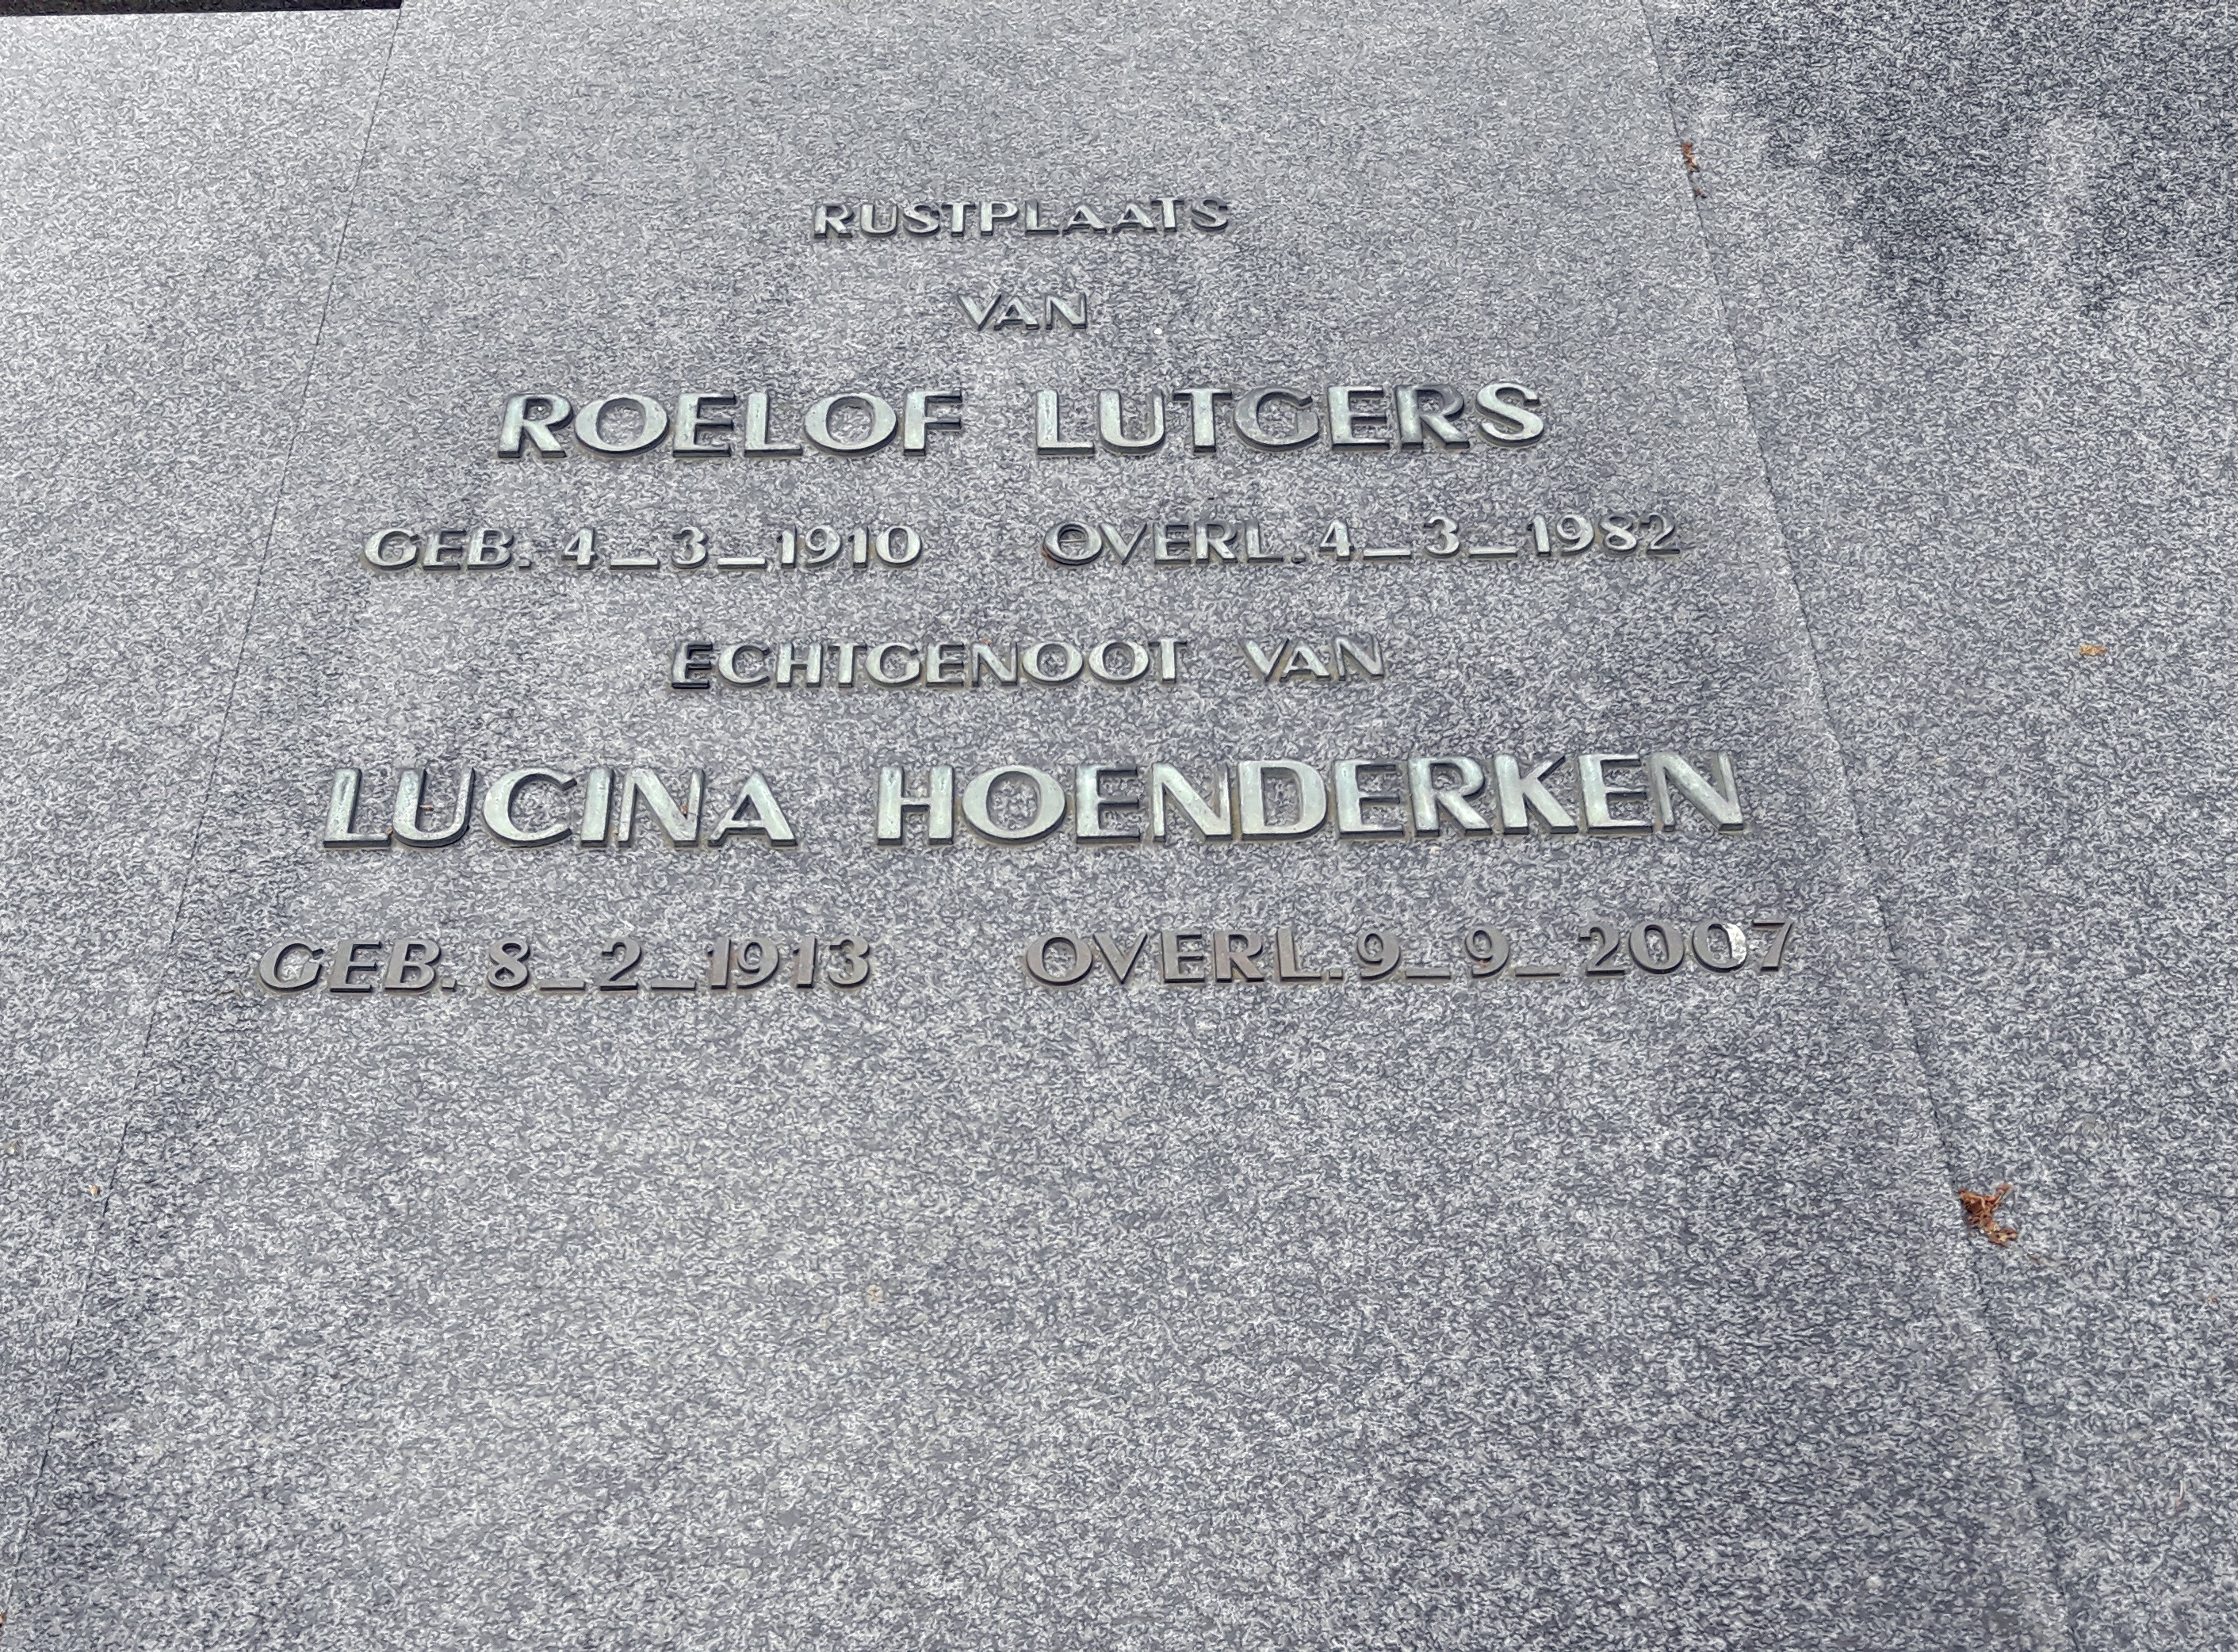 RUSTPLAATS
VAN
ROELOF LUTGERS
GEB. 4_3_1910 OVERL. 4_3_1982
ECHTGENOOT VAN
LUCINA HOENDERKEN
GEB. 8_2_1913 OVERL. 9_9_2007